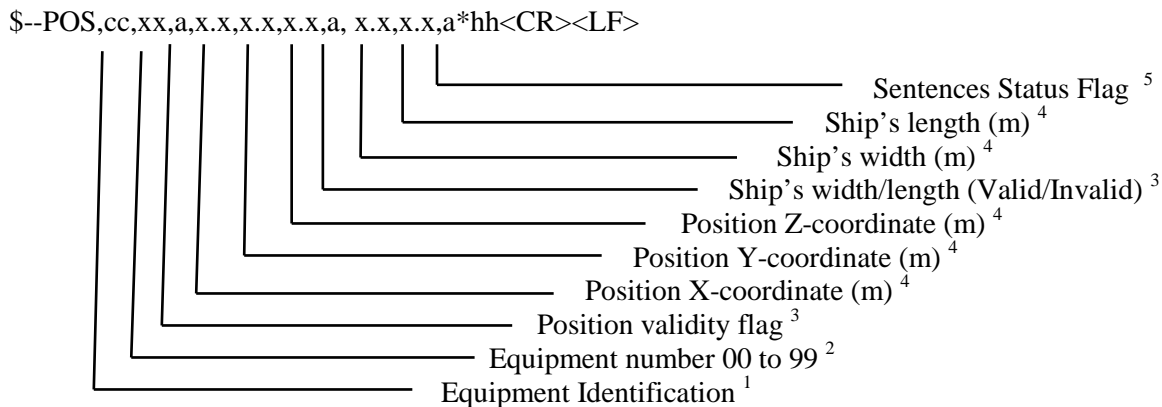 $--POS,cc,xx,a,x.x,x.x,x.x,a, x.x,x.x,a*hh<CR><LF>
Sentences Status Flag 5
Ship's length (m) 4
Ship's width (m) 4
Ship's width/length (Valid/Invalid) 3
Position Z-coordinate (m) 4
Position Y-coordinate (m) 4
Position X-coordinate (m) 4
Position validity flag 3
Equipment number 00 to 99 2
Equipment Identification 1